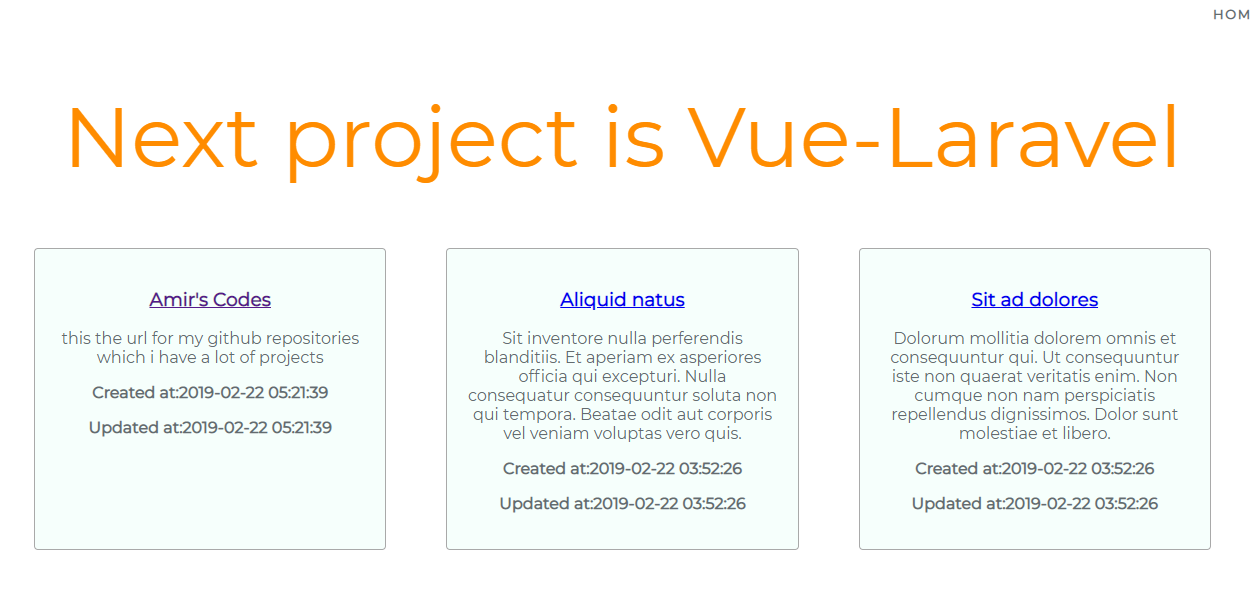 HOM
Next project is Vue-Laravel
Amir's Codes
this the url for my github repositories
which i have a lot of projects
Created at:2019-02-22 05:21:39
Updated at:2019-02-22 05:21:39
Aliquid natus
Sit inventore nulla perferendis
blanditiis. Et aperiam ex asperiores
officia qui excepturi. Nulla
consequatur consequuntur soluta non
qui tempora. Beatae odit aut corporis
vel veniam voluptas vero quis.
Created at:2019-02-22 03:52:26
Updated at:2019-02-22 03:52:26
Sit ad dolores
Dolorum mollitia dolorem omnis et
consequuntur qui. Ut consequuntur
iste non quaerat veritatis enim. Non
cumque non nam perspiciatis
repellendus dignissimos. Dolor sunt
molestiae et libero.
Created at:2019-02-22 03:52:26
Updated at:2019-02-22 03:52:26